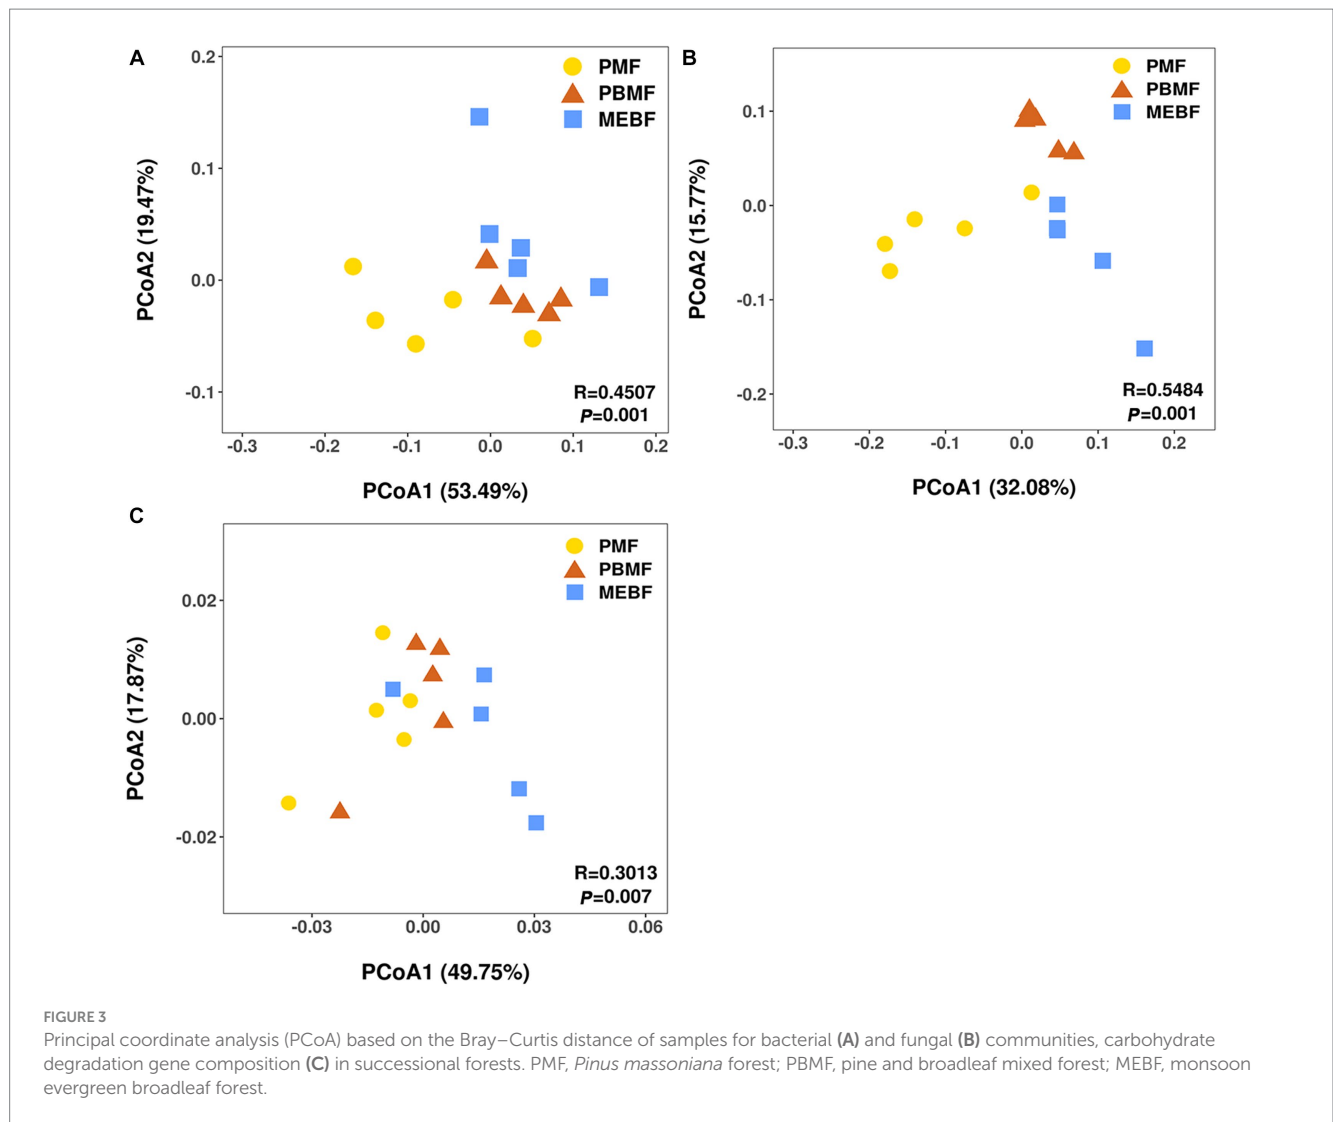 A
PMF
PBMF
MEBF
0.2
0.1
0.0
-0.1
PCoA2 (19.47%)
R=0.4507
P=0.001
-0.3 -0.2 -0.1 0.0 0.1 0.2
PCoA1 (53.49%)
B
PMF
PBMF
MEBF
0.1
0.0
-0.1
-0.2
PCoA2 (15.77%)
R=0.5484
P=0.001
-0.3 -0.2 -0.1 0.0 0.1 0.2
PCoA1 (32.08%)
C
PMF
PBMF
MEBF
0.02
0.00
-0.02
PCoA2 (17.87%)
R=0.3013
P=0.007
-0.03 0.00 0.03 0.06
PCoA1 (49.75%)
FIGURE 3
Principal coordinate analysis (PCoA) based on the Bray–Curtis distance of samples for bacterial (A) and fungal (B) communities, carbohydrate
degradation gene composition (C) in successional forests. PMF, Pinus massoniana forest; PBMF, pine and broadleaf mixed forest; MEBF, monsoon
evergreen broadleaf forest.